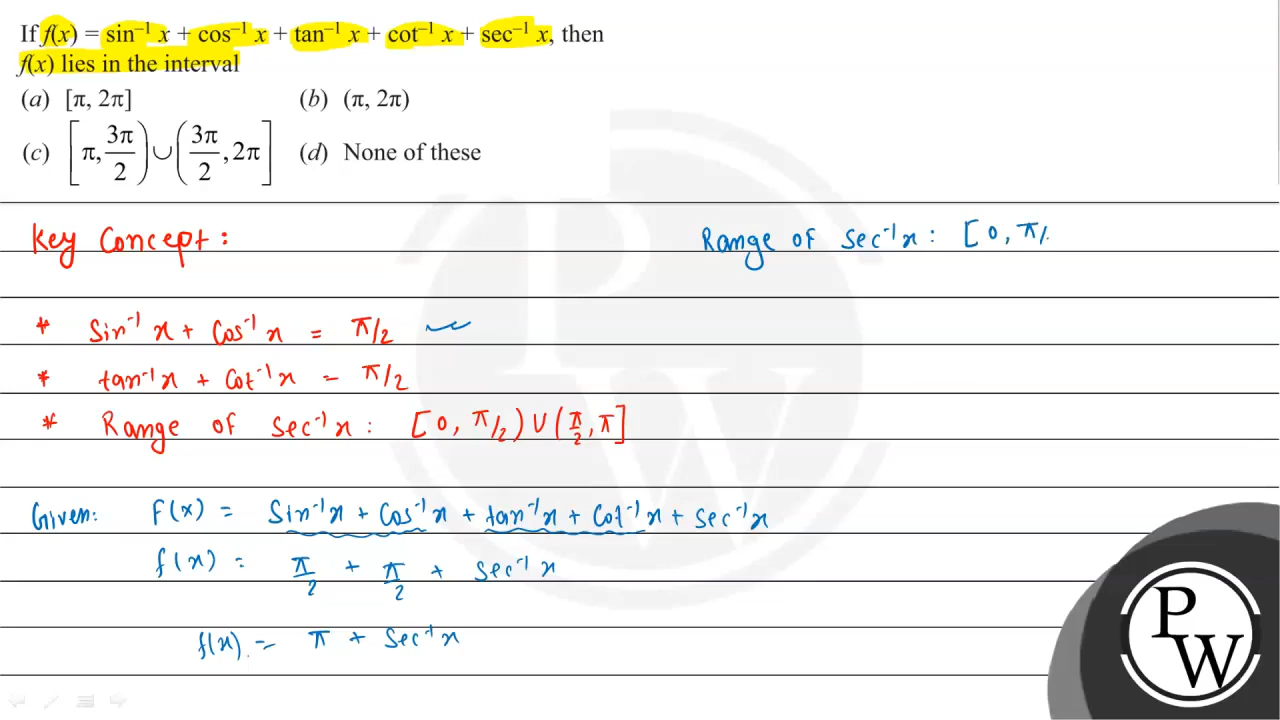 If f(x) = sin⁻¹ x + cos⁻¹ x + tan⁻¹ x + cot⁻¹ x + sec⁻¹ x, then
f(x) lies in the interval
(a) [π, 2π] (b) (π, 2π)
(c) [π, 3π/2) ∪ (3π/2, 2π] (d) None of these
Key Concept:
Range of sec⁻¹x : [0, π/
* Sin⁻¹ x + Cos⁻¹ x = π/2
* tan⁻¹x + Cot⁻¹x = π/2
* Range of sec⁻¹x : [0, π/2) U (π/2, π]
Given: F(x) = Sin⁻¹x + Cos⁻¹x + tan⁻¹x + Cot⁻¹x + sec⁻¹x
f(x) = π/2 + π/2 + sec⁻¹ x
f(x) = π + sec⁻¹x
P
W
P
W